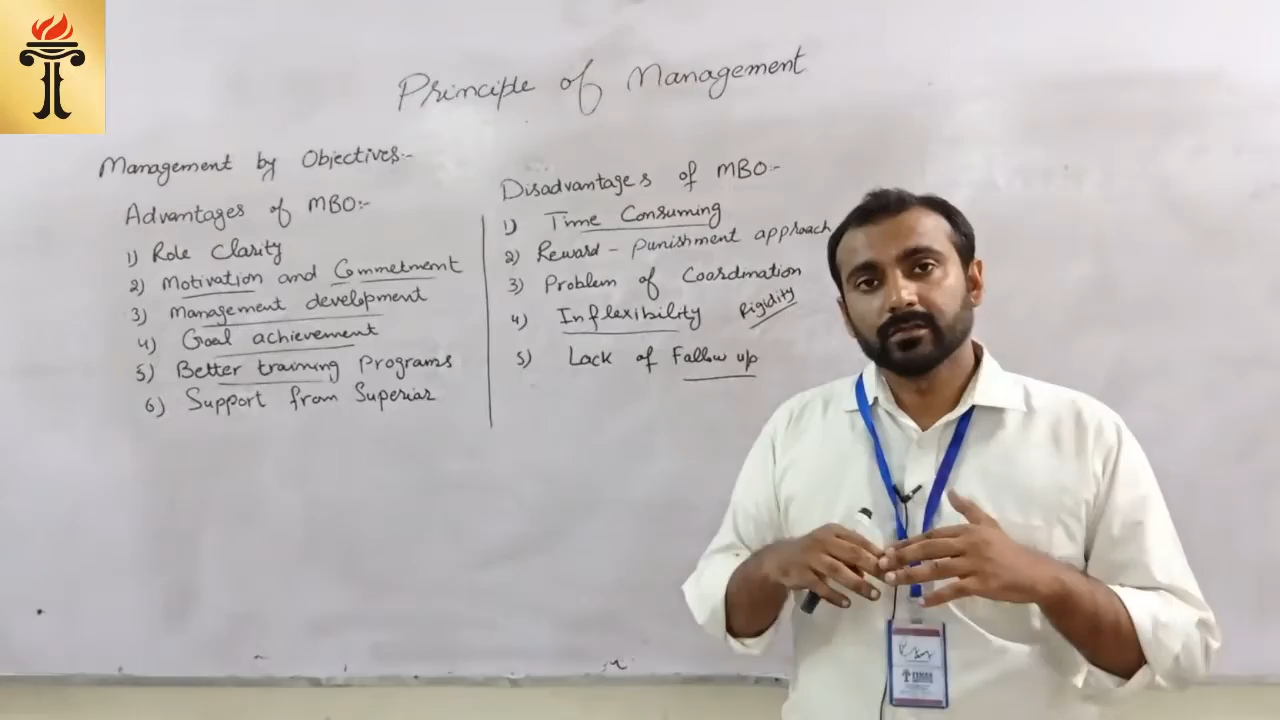 Principle of Management
Management by Objectives:-
Advantages of MBO:-
1) Role Clarity
2) Motivation and Commetment
3) Management development
4) Goal achievement
5) Better training Programs
6) Support from Superior
Disadvantages of MBO:-
1) Time Consuming
2) Reward - Punishment approach
3) Problem of Coordination
4) Inflexibility Rigidity
5) Lack of Fallow up